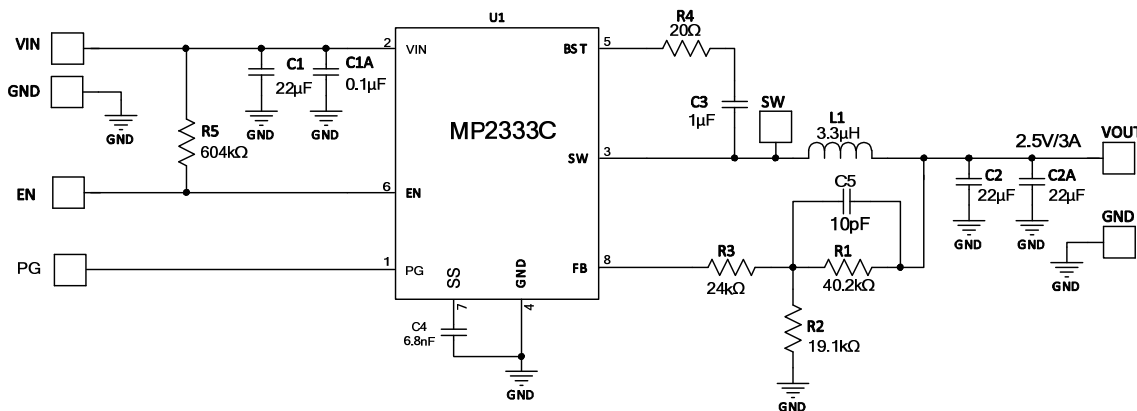 U1
VIN
GND
GND
R5
604kΩ
C1
22µF
GND
C1A
0.1µF
GND
EN
PG
2
VIN
6
EN
1
PG
MP2333C
BST
5
SW
3
FB
8
SS
7
GND
4
C4
6.8nF
GND
R4
20Ω
C3
1µF
SW
L1
3.3µH
C5
10pF
R3
24kΩ
R1
40.2kΩ
R2
19.1kΩ
GND
2.5V/3A
VOUT
C2
22µF
GND
C2A
22µF
GND
GND
GND